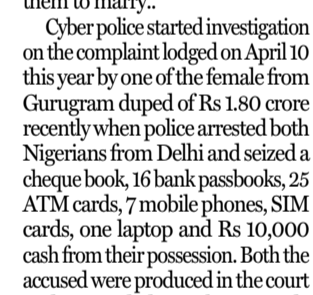 them to marry..
Cyber police started investigation
on the complaint lodged on April 10
this year by one of the female from
Gurugram duped of Rs 1.80 crore
recently when police arrested both
Nigerians from Delhi and seized a
cheque book, 16 bank passbooks, 25
ATM cards, 7 mobile phones, SIM
cards, one laptop and Rs 10,000
cash from their possession. Both the
accused were produced in the court